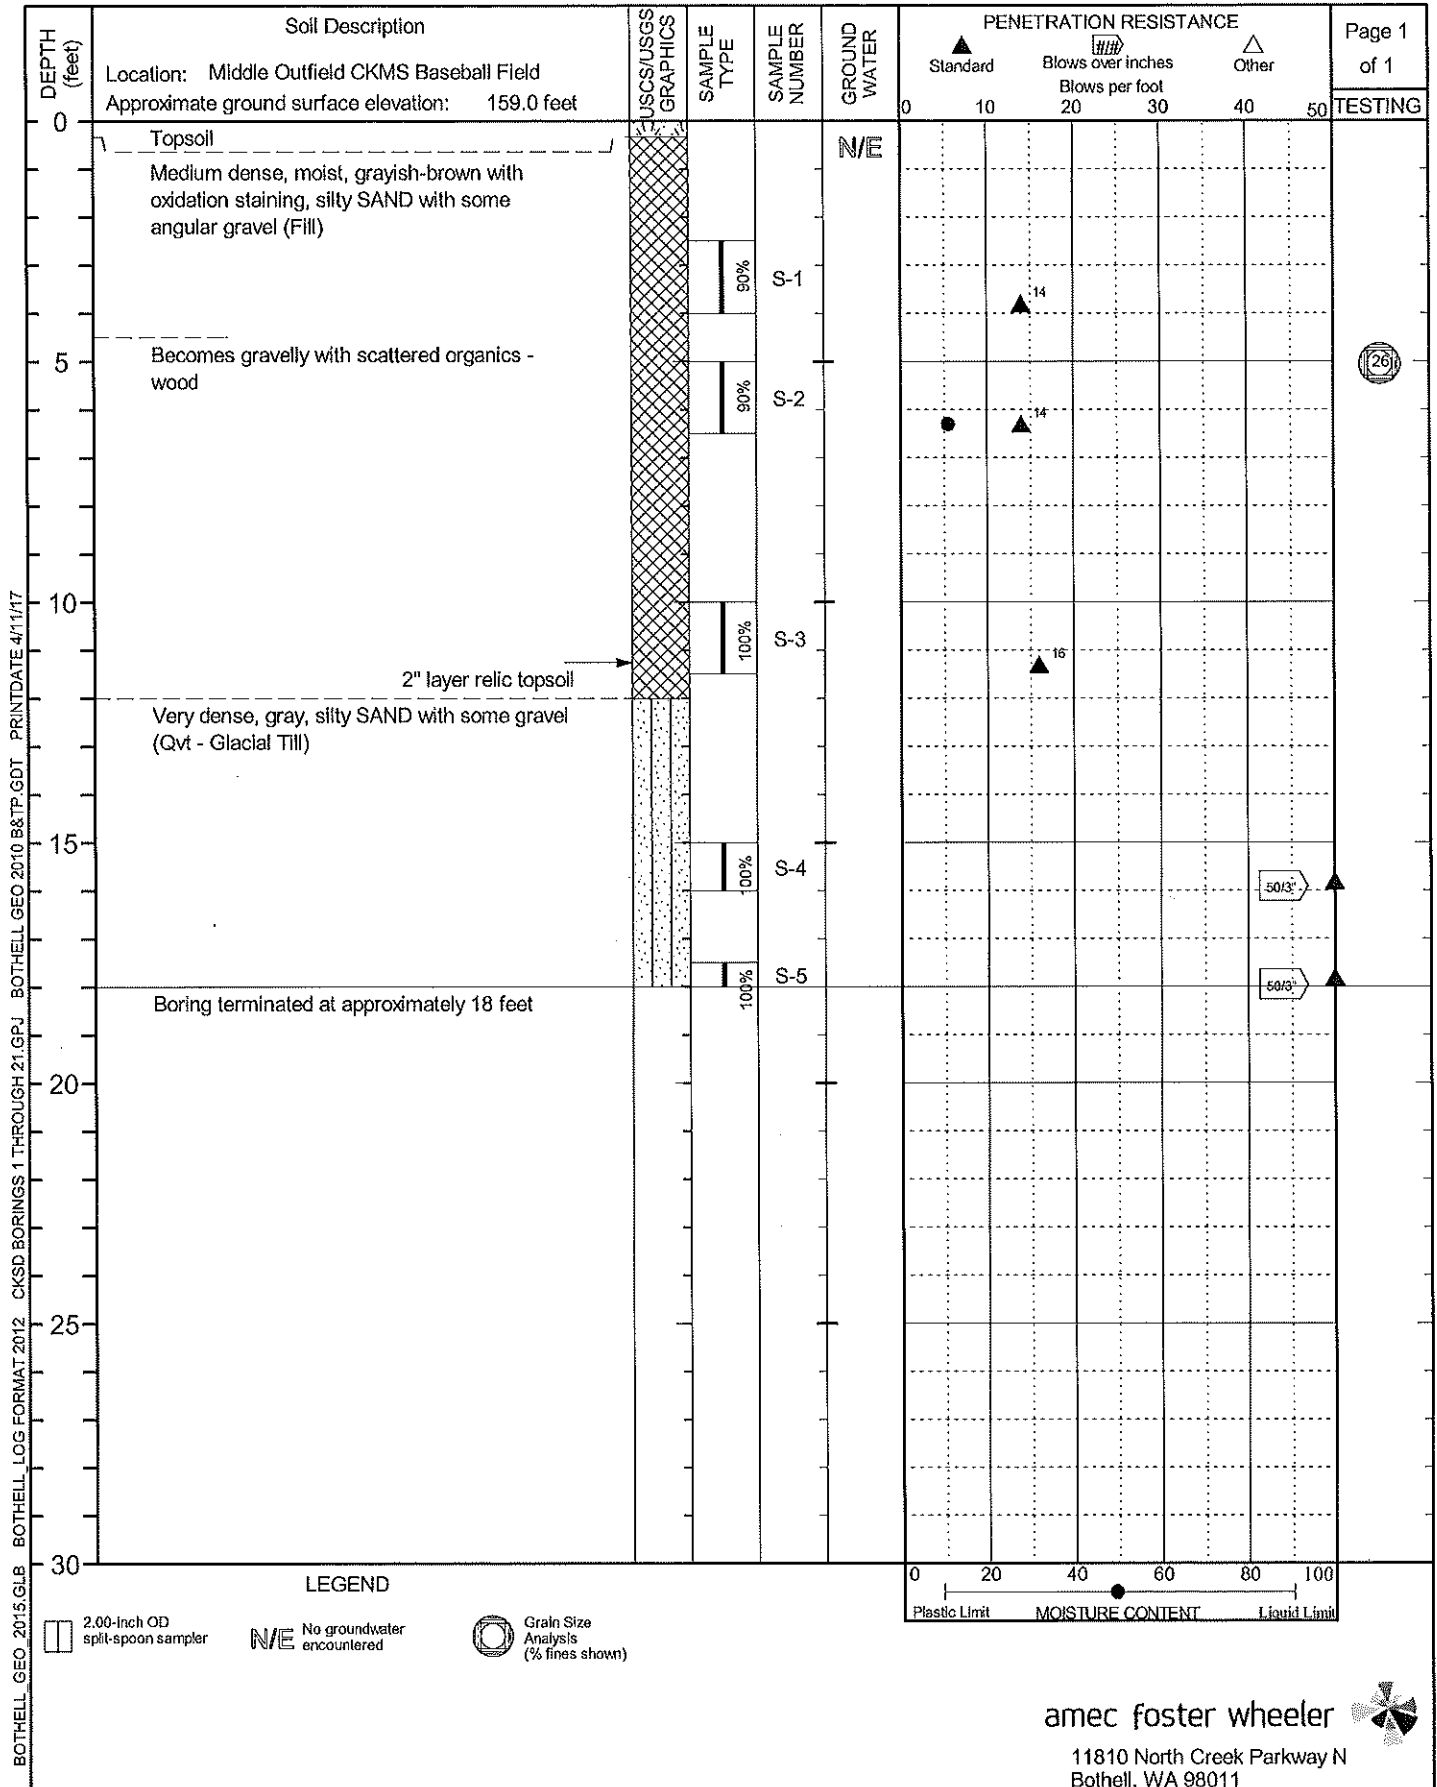 DEPTH
(feet)
Soil Description
Location: Middle Outfield CKMS Baseball Field
Approximate ground surface elevation: 159.0 feet
USCS/USGS
GRAPHICS
SAMPLE
TYPE
SAMPLE
NUMBER
GROUND
WATER
PENETRATION RESISTANCE
Standard
##/#
Blows over inches
Other
Blows per foot
0 10 20 30 40 50
Page 1
of 1
TESTING
0
Topsoil
N/E
Medium dense, moist, grayish-brown with
oxidation staining, silty SAND with some
angular gravel (Fill)
90%
S-1
14
5
Becomes gravelly with scattered organics -
wood
90%
S-2
14
26
10
100%
S-3
16
2" layer relic topsoil
Very dense, gray, silty SAND with some gravel
(Qvt - Glacial Till)
15
100%
S-4
50/3"
100%
S-5
50/3"
Boring terminated at approximately 18 feet
20
25
30
0 20 40 60 80 100
Plastic Limit MOISTURE CONTENT Liquid Limit
LEGEND
2.00-inch OD
split-spoon sampler
N/E No groundwater
encountered
Grain Size
Analysis
(% fines shown)
BOTHELL_GEO_2015.GLB BOTHELL_LOG FORMAT 2012 CKSD BORINGS 1 THROUGH 21.GPJ BOTHELL GEO 2010 B&TP.GDT PRINTDATE 4/11/17
amec foster wheeler
11810 North Creek Parkway N
Bothell, WA 98011